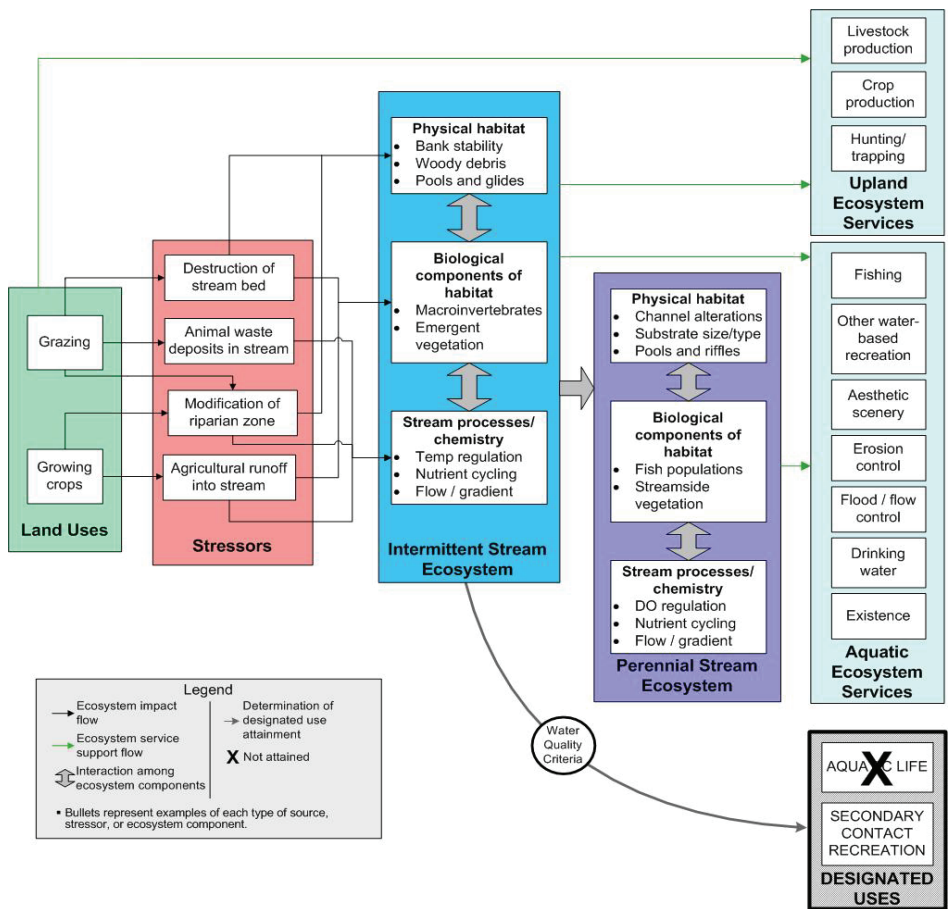 Livestock
production
Crop
production
Hunting/
trapping
Upland
Ecosystem
Services
Physical habitat
• Bank stability
• Woody debris
• Pools and glides
Biological
components of
habitat
• Macroinvertebrates
• Emergent
vegetation
Stream processes/
chemistry
• Temp regulation
• Nutrient cycling
• Flow / gradient
Intermittent Stream
Ecosystem
Destruction of
stream bed
Animal waste
deposits in stream
Modification of
riparian zone
Agricultural runoff
into stream
Stressors
Grazing
Growing
crops
Land Uses
Physical habitat
• Channel alterations
• Substrate size/type
• Pools and riffles
Biological
components of
habitat
• Fish populations
• Streamside
vegetation
Stream processes/
chemistry
• DO regulation
• Nutrient cycling
• Flow / gradient
Perennial Stream
Ecosystem
Fishing
Other water-
based
recreation
Aesthetic
scenery
Erosion
control
Flood / flow
control
Drinking
water
Existence
Aquatic
Ecosystem
Services
Legend
Ecosystem impact
flow
Ecosystem service
support flow
Interaction among
ecosystem components
Determination of
designated use
attainment
X Not attained
▪ Bullets represent examples of each type of source,
stressor, or ecosystem component.
Water
Quality
Criteria
X
LIFE
SECONDARY
CONTACT
RECREATION
DESIGNATED
USES